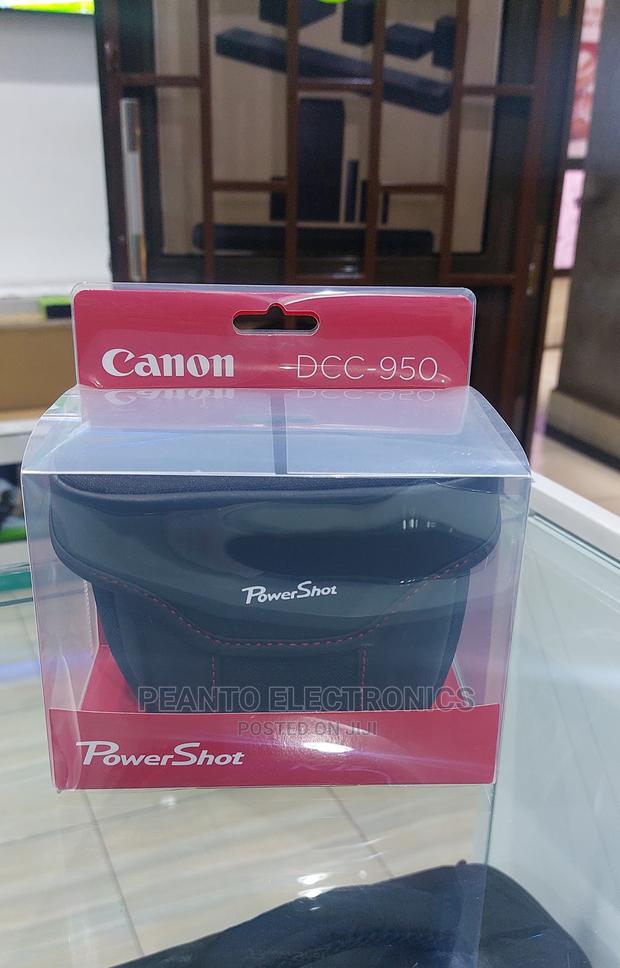 Canon DCC-950
PowerShot
PEANTO ELECTRONICS
POSTED ON JIJI
PowerShot